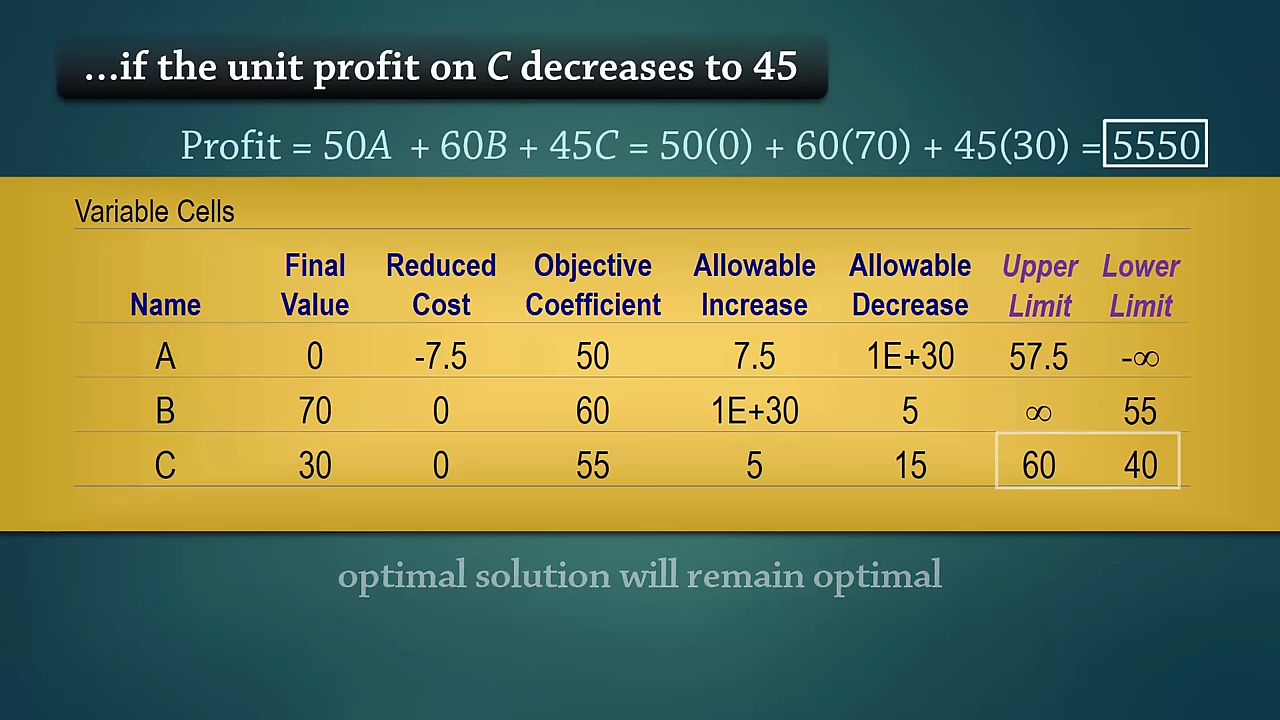 ...if the unit profit on C decreases to 45
Profit = 50A + 60B + 45C = 50(0) + 60(70) + 45(30) = 5550
Variable Cells
Final Reduced Objective Allowable Allowable Upper Lower
Name Value Cost Coefficient Increase Decrease Limit Limit
A 0 -7.5 50 7.5 1E+30 57.5 -∞
B 70 0 60 1E+30 5 ∞ 55
C 30 0 55 5 15 60 40
optimal solution will remain optimal